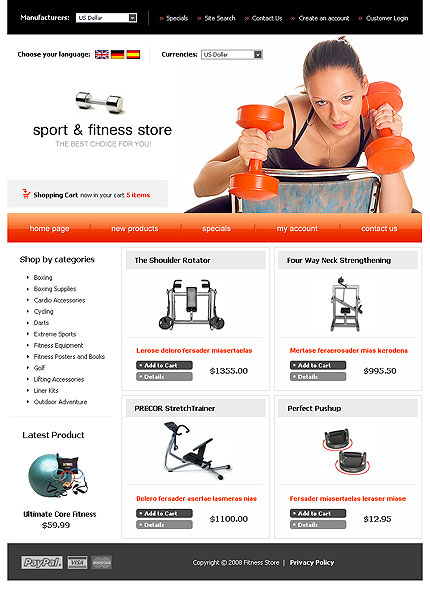 Manufacturers: US Dollar » Specials » Site Search » Contact Us » Create an account » Customer Login
Choose your language: Currencies: US Dollar
sport & fitness store
THE BEST CHOICE FOR YOU!
Shopping Cart now in your cart 5 items
home page | new products | specials | my account | contact us
Shop by categories
Boxing
Boxing Supplies
Cardio Accessories
Cycling
Darts
Extreme Sports
Fitness Equipment
Fitness Posters and Books
Golf
Lifting Accessories
Liner Kits
Outdoor Adventure
Latest Product
Ultimate Core Fitness
$59.99
The Shoulder Rotator
Lerose delero fersader miasertaelas
Add to Cart
Details
$1355.00
Four Way Neck Strengthening
Mertase feraerosader mias kerodena
Add to Cart
Details
$995.50
PRECOR StretchTrainer
Delero fersader asertae lasmeras nias
Add to Cart
Details
$1100.00
Perfect Pushup
Fersader miasertaelas leraser miase
Add to Cart
Details
$12.95
PayPal VISA
Copyright © 2008 Fitness Store | Privacy Policy